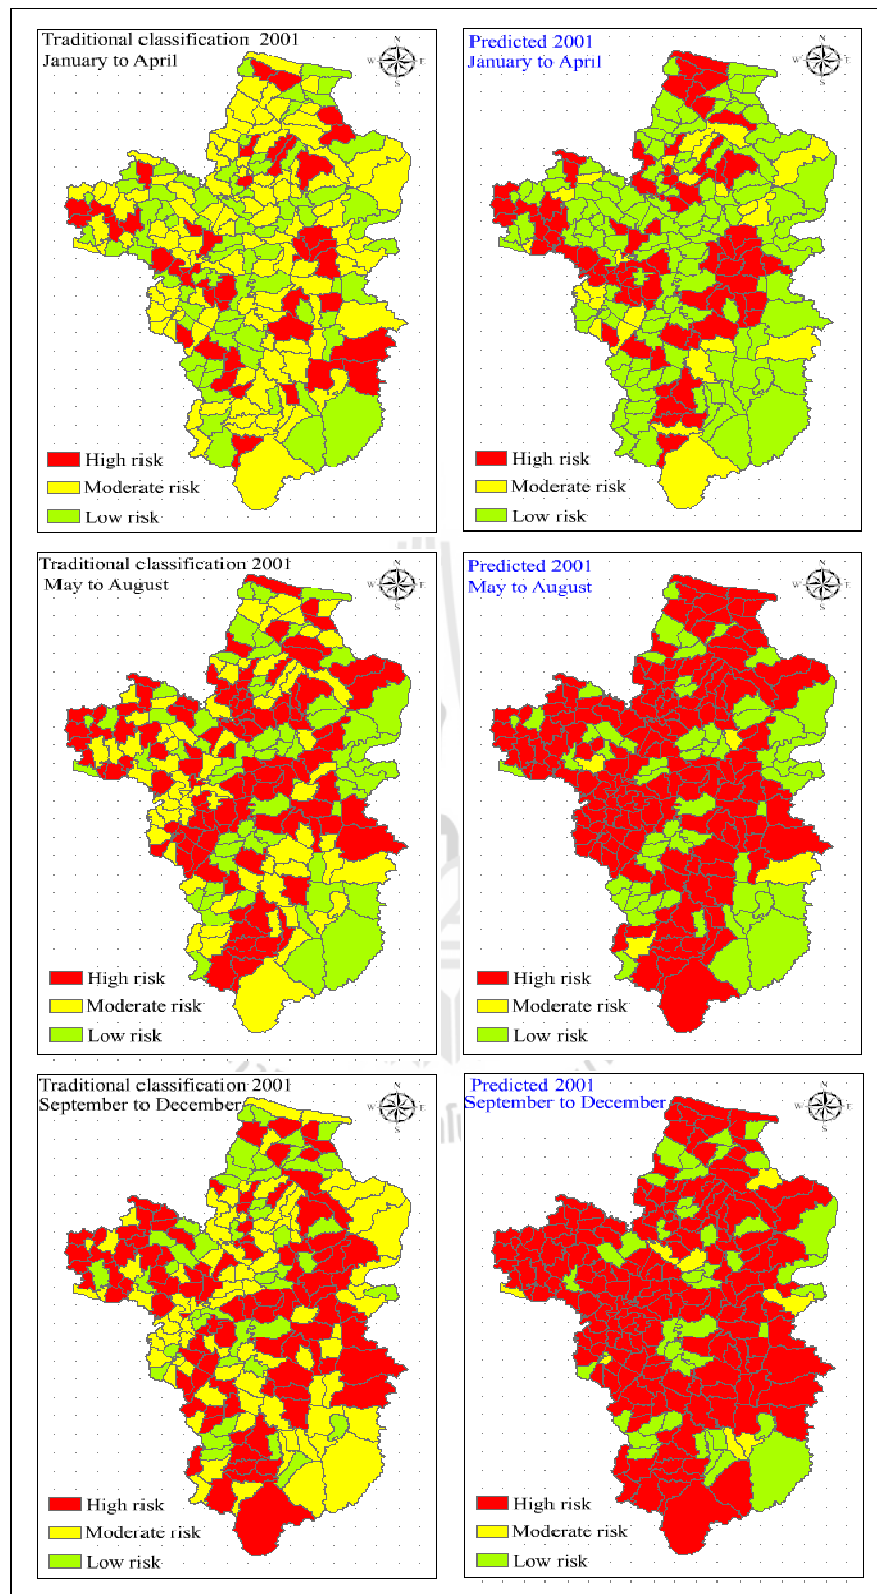 Traditional classification 2001
January to April
N
W E
S
High risk
Moderate risk
Low risk
Predicted 2001
January to April
N
W E
S
High risk
Moderate risk
Low risk
Traditional classification 2001
May to August
N
W E
S
High risk
Moderate risk
Low risk
Predicted 2001
May to August
N
W E
S
High risk
Moderate risk
Low risk
Traditional classification 2001
September to December
N
W E
S
High risk
Moderate risk
Low risk
Predicted 2001
September to December
N
W E
S
High risk
Moderate risk
Low risk